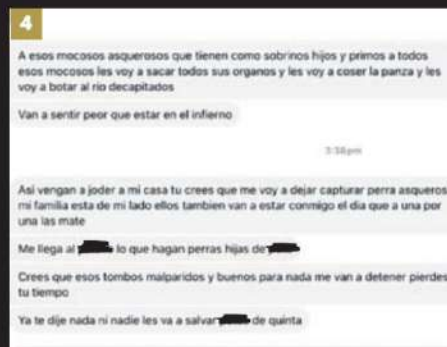 4
A esos mocosos asquerosos que tienen como sobrinos hijos y primos a todos
esos mocosos les voy a sacar todos sus organos y les voy a coser la panza y les
voy a botar al rio decapitados
Van a sentir peor que estar en el infierno
3:38 pm
Asi vengan a joder a mi casa tu crees que me voy a dejar capturar perra asqueros
mi familia esta de mi lado ellos tambien van a estar conmigo el dia que a una por
una las mate
Me llega al lo que hagan perras hijas de
Crees que esos tombos malparidos y buenos para nada me van a detener pierdes
tu tiempo
Ya te dije nada ni nadie les va a salvar de quinta